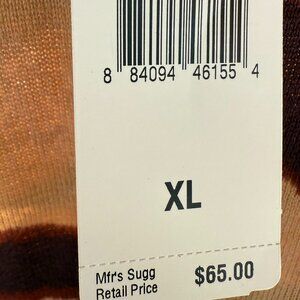 8 84094 46155 4
XL
Mfr's Sugg
Retail Price $65.00